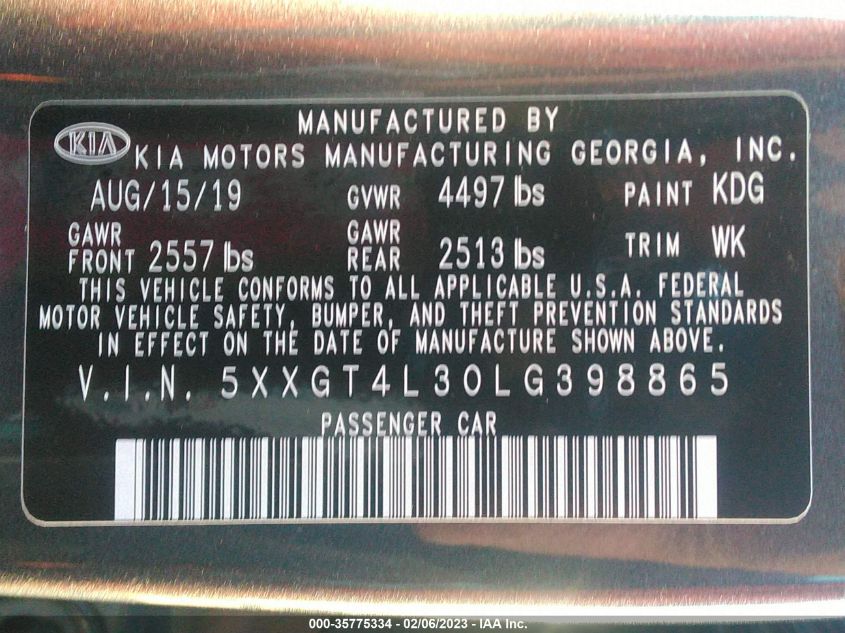 MANUFACTURED BY
KIA KIA MOTORS MANUFACTURING GEORGIA, INC.
AUG/15/19 GVWR 4497 lbs PAINT KDG
GAWR FRONT 2557 lbs GAWR REAR 2513 lbs TRIM WK
THIS VEHICLE CONFORMS TO ALL APPLICABLE U.S.A. FEDERAL
MOTOR VEHICLE SAFETY, BUMPER, AND THEFT PREVENTION STANDARDS
IN EFFECT ON THE DATE OF MANUFACTURE SHOWN ABOVE.
V.I.N. 5XXGT4L30LG398865
PASSENGER CAR
000-35775334 - 02/06/2023 - IAA Inc.